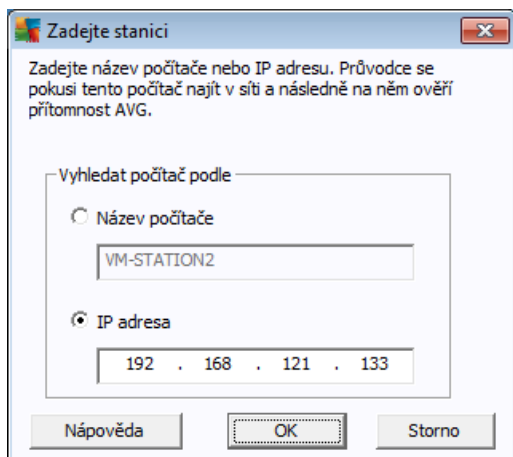 Zadejte stanici
Zadejte název počítače nebo IP adresu. Průvodce se
pokusi tento počítač najít v síti a následně na něm ověří
přítomnost AVG.
Vyhledat počítač podle
Název počítače
VM-STATION2
IP adresa
192 . 168 . 121 . 133
Nápověda OK Storno